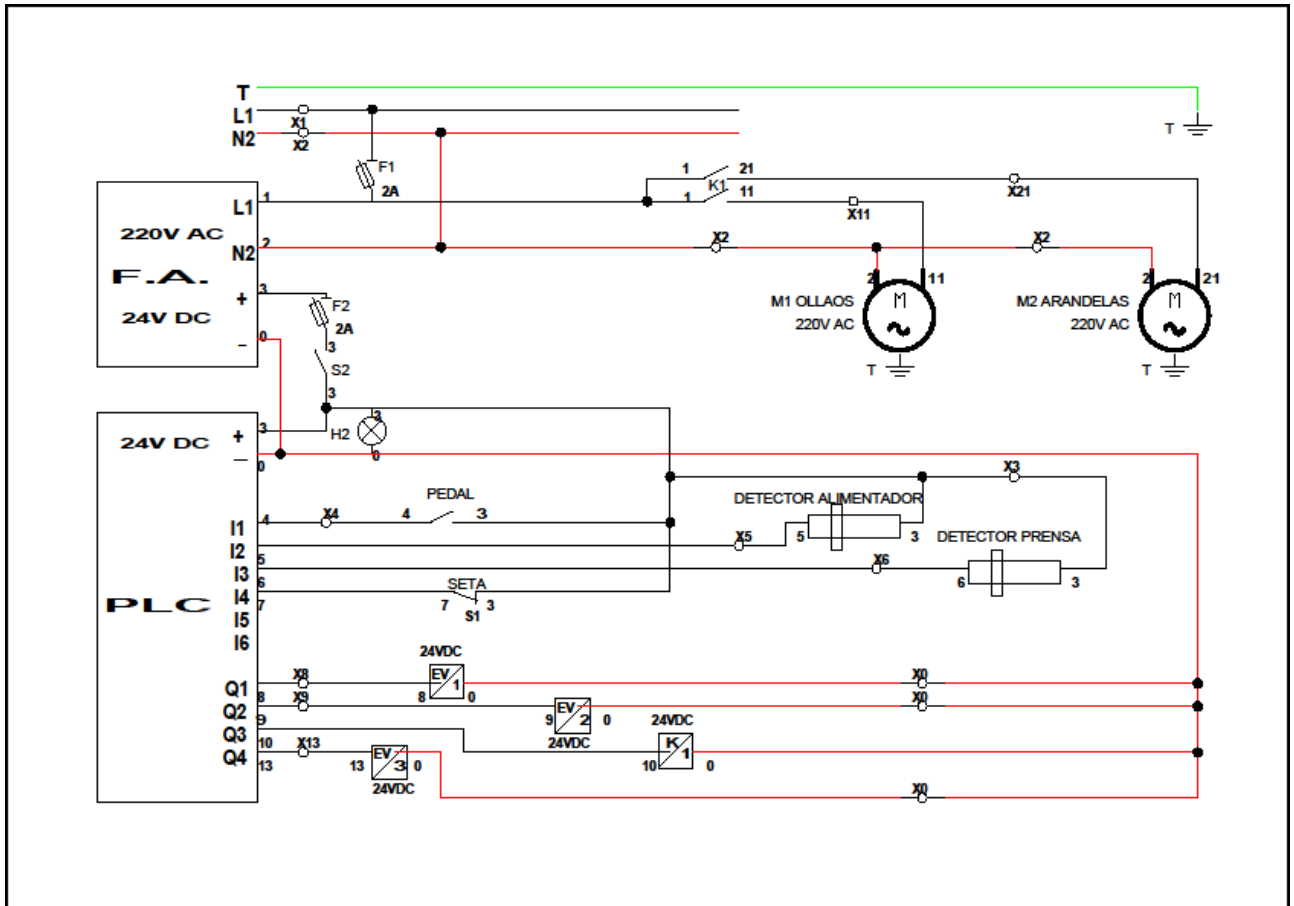 T
L1
X1
N2
X2
T
F1
2A
1
21
K1
1
11
X21
X11
1
L1
220V AC
N2
2
X2
X2
F.A.
+
3
F2
2A
24V DC
–
0
3
S2
3
2
11
M
M1 OLLAOS
220V AC
T
2
21
M
M2 ARANDELAS
220V AC
T
24V DC
+
3
–
0
H2
3
0
X3
PEDAL
DETECTOR ALIMENTADOR
I1
4
X4
4
3
5
3
DETECTOR PRENSA
I2
5
X5
I3
6
X6
6
3
SETA
I4
7
7
3
S1
PLC
I5
I6
24VDC
Q1
8
X8
EV
1
8
0
X0
Q2
9
X9
EV
2
9
0
24VDC
X0
24VDC
Q3
10
K
1
10
0
Q4
13
X13
EV
3
13
0
24VDC
X0